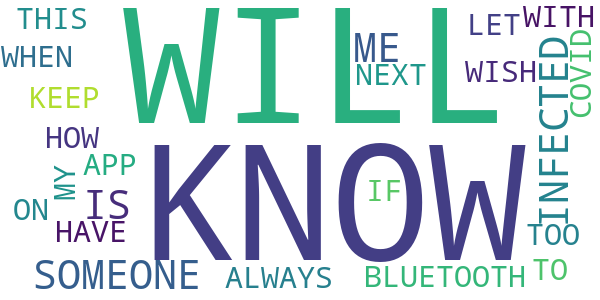 THIS
WILL
LET
WITH
WHEN
ME
NEXT
WISH
COVID
KEEP
INFECTED
HOW
KNOW
APP
MY
IF
IS
ON
HAVE
TOO
SOMEONE
ALWAYS
BLUETOOTH
TO